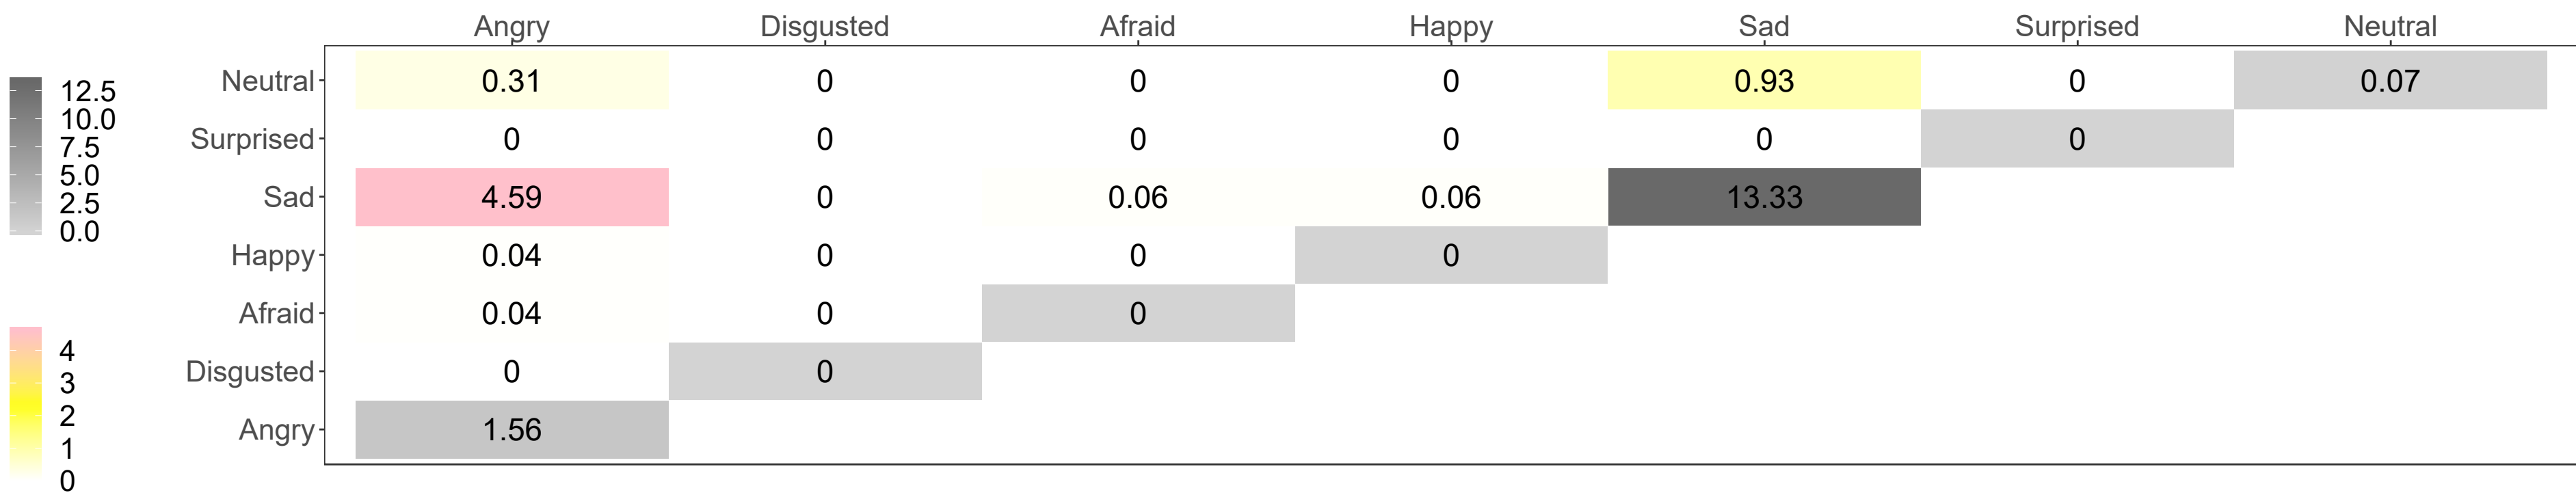 Angry Disgusted Afraid Happy Sad Surprised Neutral
Neutral 0.31 0 0 0 0.93 0 0.07
Surprised 0 0 0 0 0 0
Sad 4.59 0 0.06 0.06 13.33
Happy 0.04 0 0 0
Afraid 0.04 0 0
Disgusted 0 0
Angry 1.56
12.5
10.0
7.5
5.0
2.5
0.0
4
3
2
1
0